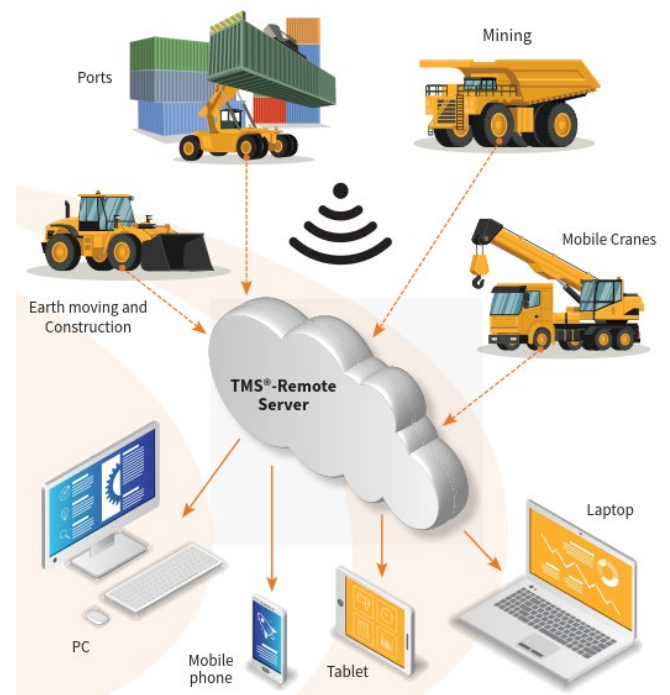 Mining
Ports
Mobile Cranes
Earth moving and
Construction
TMS®-Remote
Server
Laptop
PC
Mobile
phone
Tablet